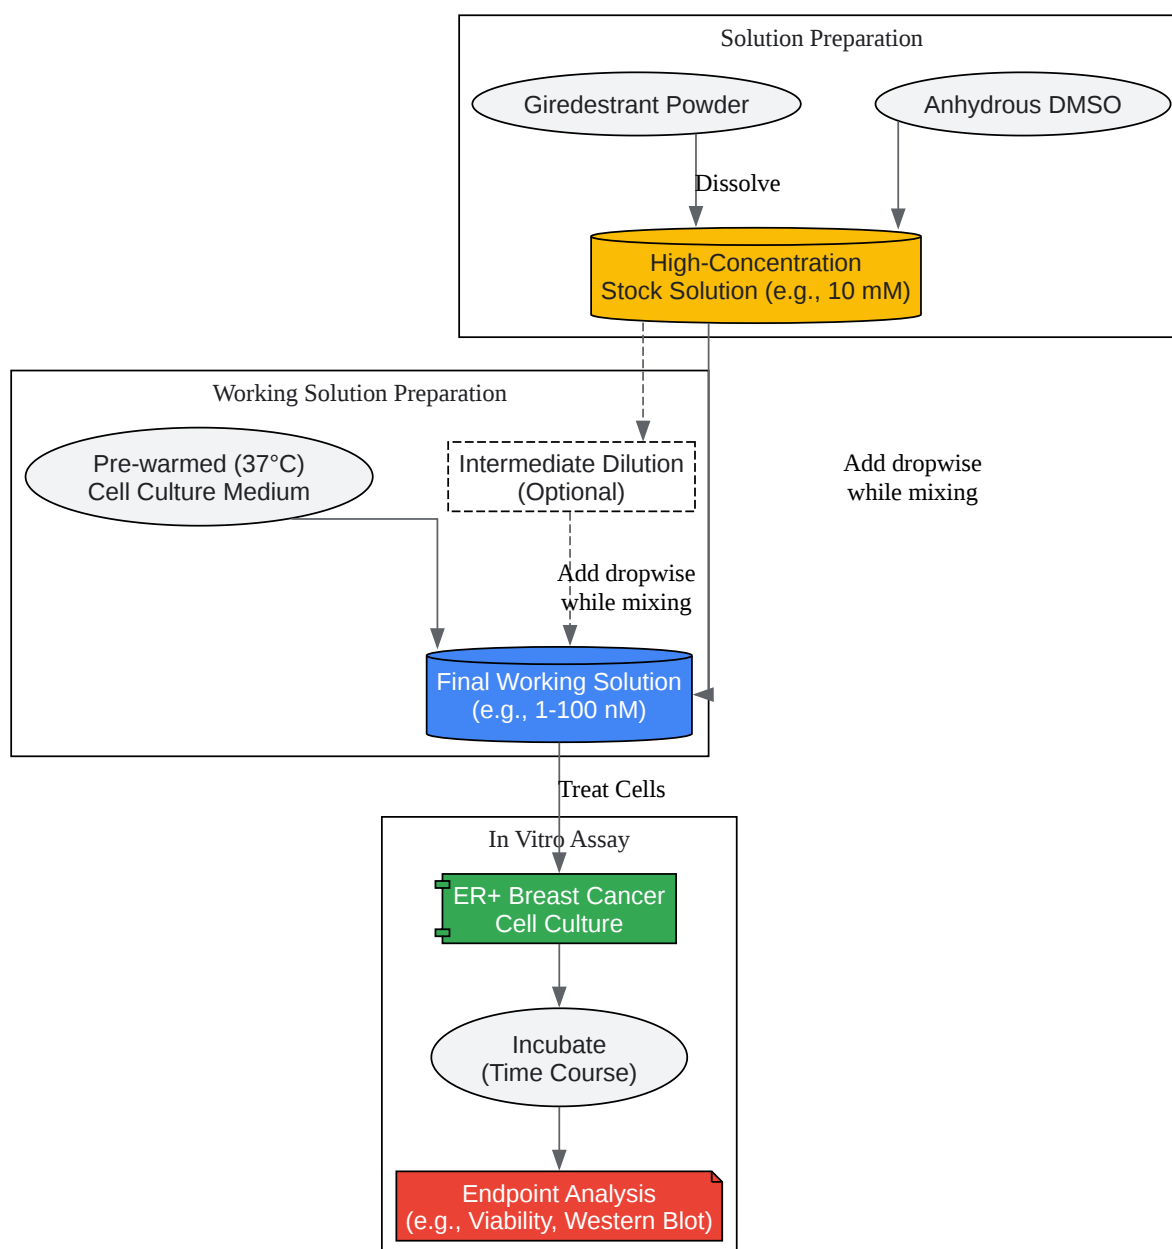 Solution Preparation
Giredestrant Powder
Anhydrous DMSO
Dissolve
High-Concentration
Stock Solution (e.g., 10 mM)
Working Solution Preparation
Pre-warmed (37°C)
Cell Culture Medium
Intermediate Dilution
(Optional)
Add dropwise
while mixing
Add dropwise
while mixing
Final Working Solution
(e.g., 1-100 nM)
Treat Cells
In Vitro Assay
ER+ Breast Cancer
Cell Culture
Incubate
(Time Course)
Endpoint Analysis
(e.g., Viability, Western Blot)